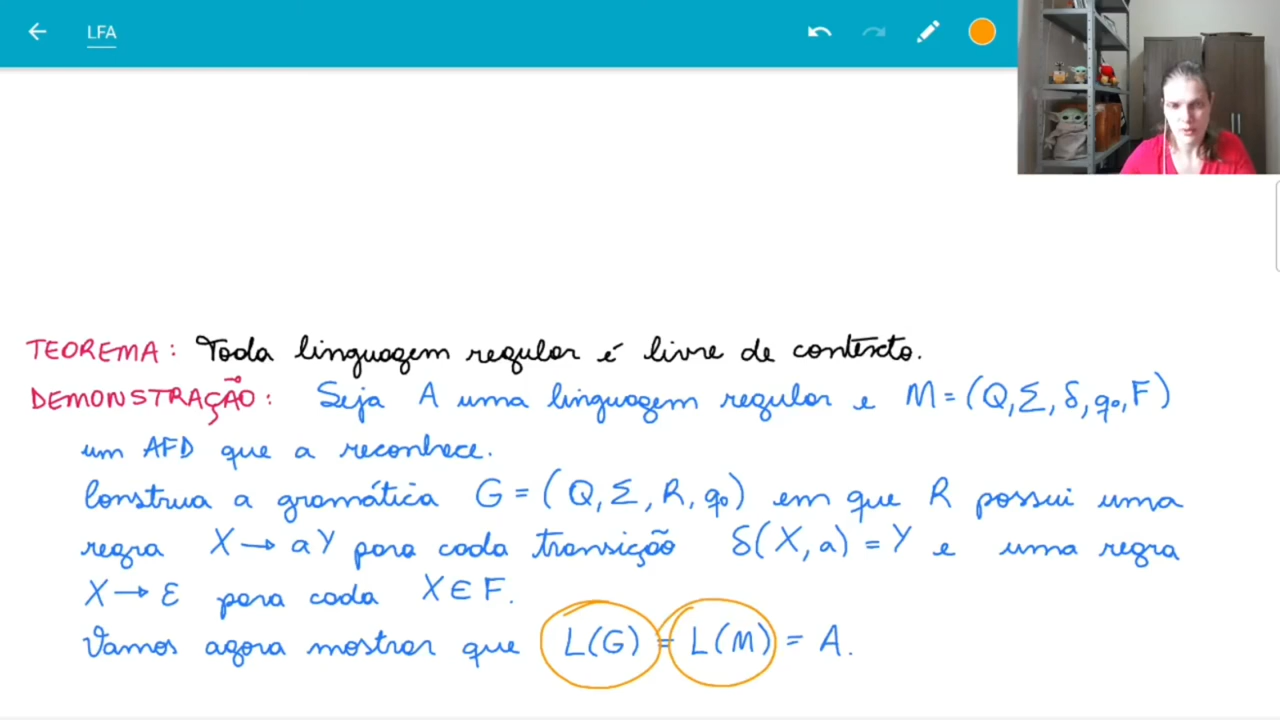 LFA
TEOREMA: Toda linguagem regular é livre de contexto.
DEMONSTRAÇÃO: Seja A uma linguagem regular e M = (Q, Σ, δ, q₀, F)
um AFD que a reconhece.
Construa a gramática G = (Q, Σ, R, q₀) em que R possui uma
regra X → aY para cada transição δ(X, a) = Y e uma regra
X → ε para cada X ∈ F.
Vamos agora mostrar que L(G) = L(M) = A.